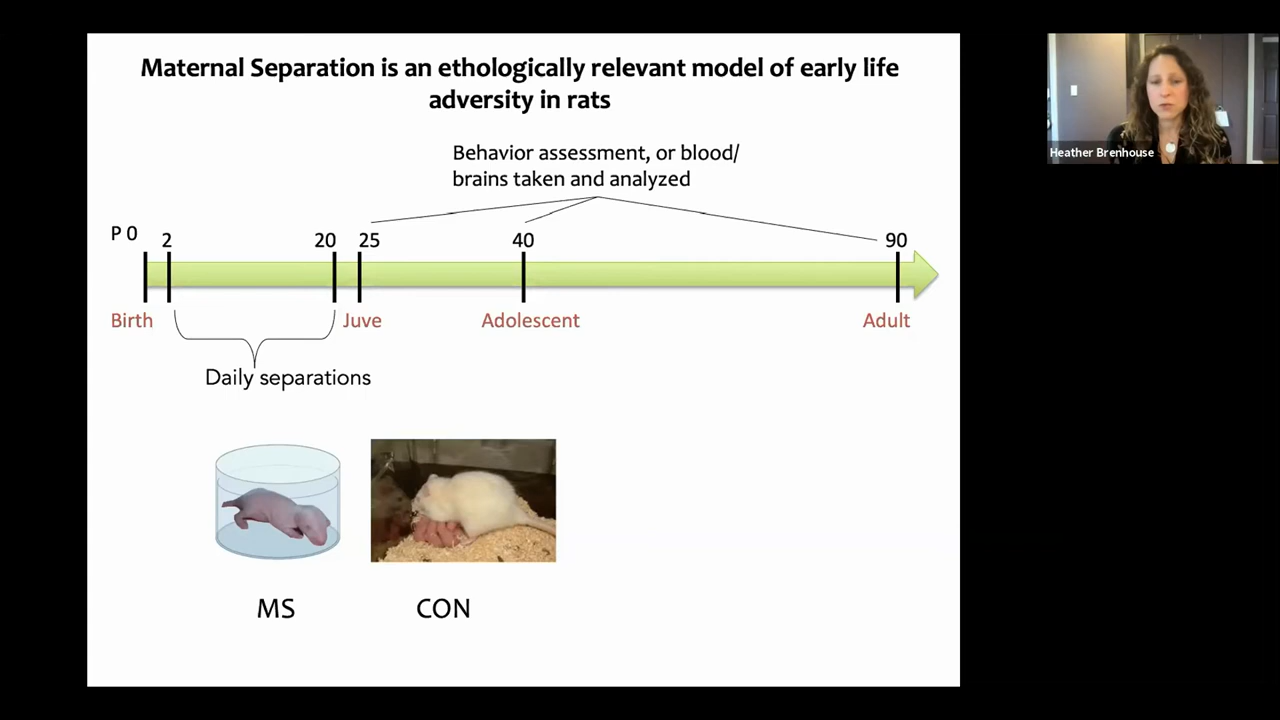 Maternal Separation is an ethologically relevant model of early life
adversity in rats
Heather Brenhouse
Behavior assessment, or blood/
brains taken and analyzed
P 0 2 20 25 40 90
Birth Juve Adolescent Adult
Daily separations
MS CON